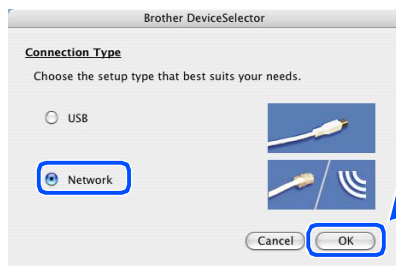 Brother DeviceSelector
Connection Type
Choose the setup type that best suits your needs.
USB
Network
Cancel OK